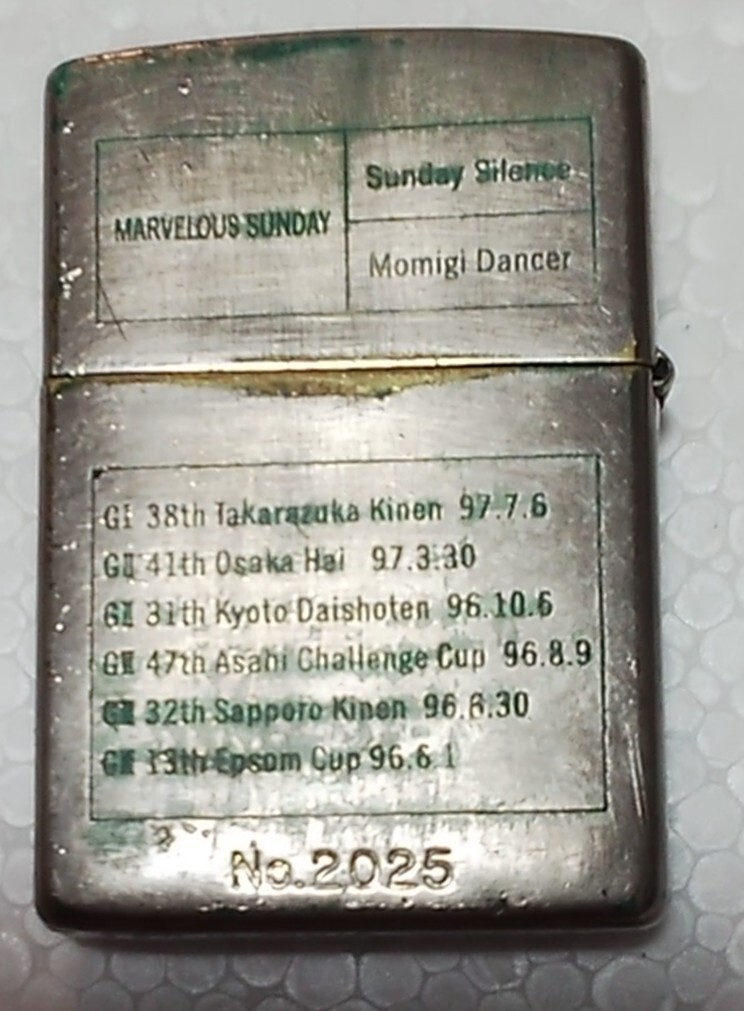 MARVELOUS SUNDAY
Sunday Silence
Momigi Dancer
GI 38th Takarazuka Kinen 97.7.6
GII 41th Osaka Hai 97.3.30
GII 31th Kyoto Daishoten 96.10.6
GIII 47th Asahi Challenge Cup 96.8.9
GIII 32th Sapporo Kinen 96.6.30
GIII 13th Epsom Cup 96.6.1
No.2025